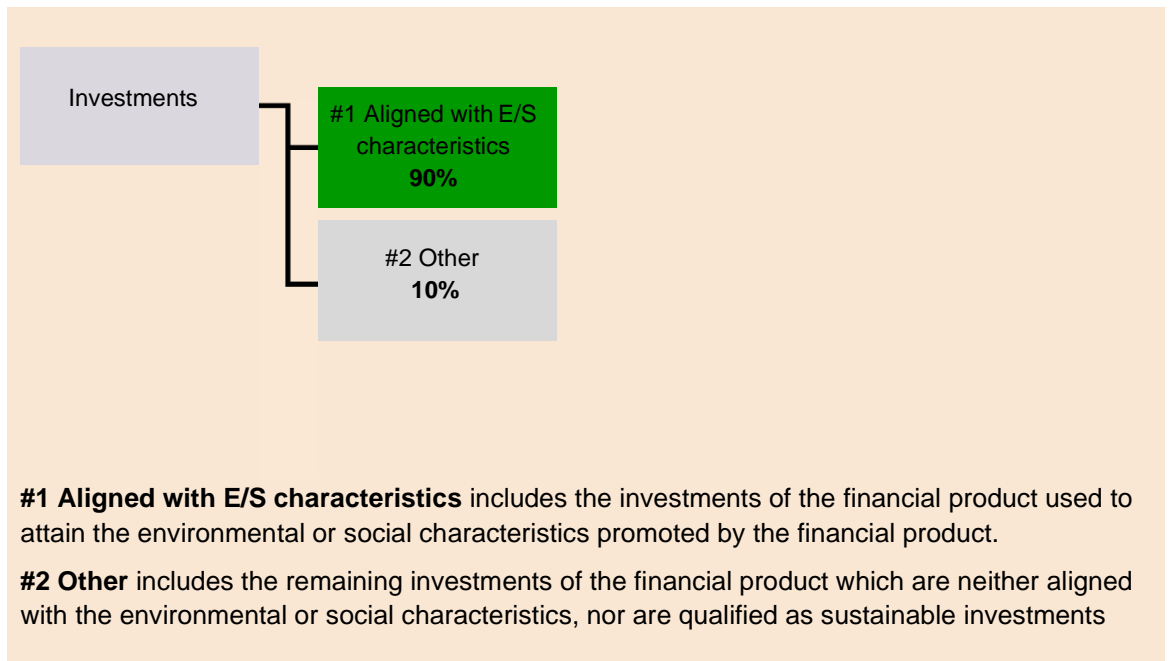 Investments
#1 Aligned with E/S
characteristics
90%
#2 Other
10%
#1 Aligned with E/S characteristics includes the investments of the financial product used to
attain the environmental or social characteristics promoted by the financial product.
#2 Other includes the remaining investments of the financial product which are neither aligned
with the environmental or social characteristics, nor are qualified as sustainable investments